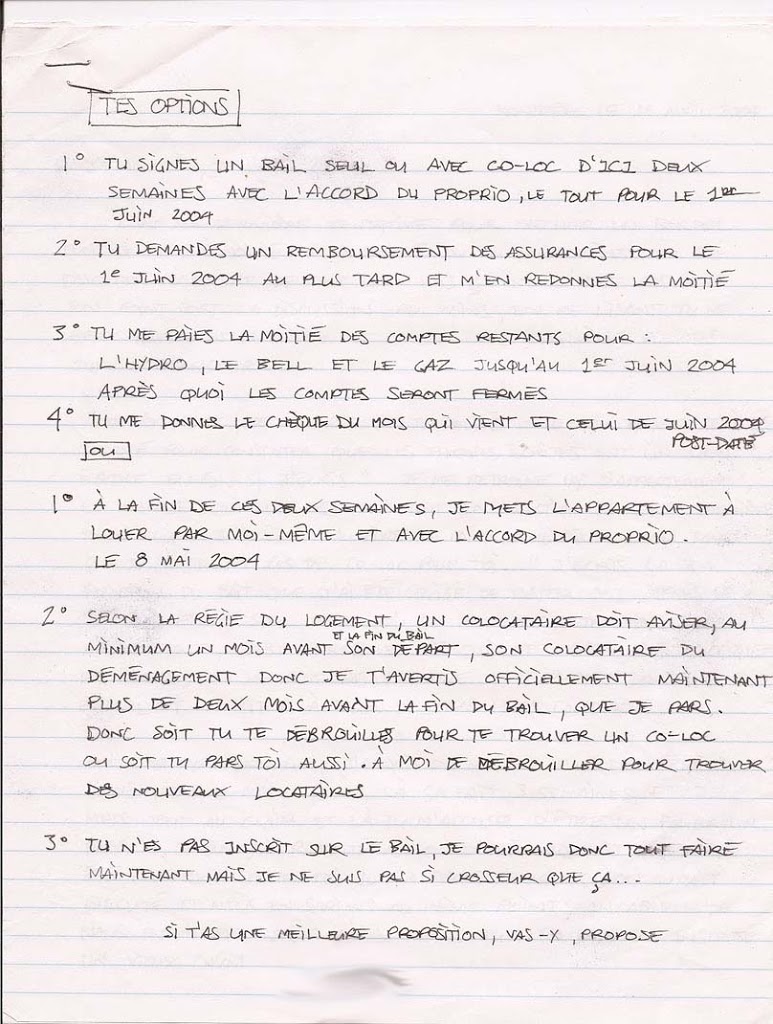 TES OPTIONS
1° TU SIGNES UN BAIL SEUL OU AVEC CO-LOC D'ICI DEUX
SEMAINES AVEC L'ACCORD DU PROPRIO, LE TOUT POUR LE 1er
JUIN 2004
2° TU DEMANDES UN REMBOURSEMENT DES ASSURANCES POUR LE
1e JUIN 2004 AU PLUS TARD ET M'EN REDONNES LA MOITIÉ
3° TU ME PAIES LA MOITIÉ DES COMPTES RESTANTS POUR :
L'HYDRO, LE BELL ET LE GAZ JUSQU'AU 1er JUIN 2004
APRÈS QUOI LES COMPTES SERONT FERMÉS
4° TU ME DONNES LE CHÈQUE DU MOIS QUI VIENT ET CELUI DE JUIN 2004
POST-DATÉ
OU
1° À LA FIN DE CES DEUX SEMAINES, JE METS L'APPARTEMENT À
LOUER PAR MOI-MÊME ET AVEC L'ACCORD DU PROPRIO.
LE 8 MAI 2004
2° SELON LA RÉGIE DU LOGEMENT, UN COLOCATAIRE DOIT AVISER, AU
ET LA FIN DU BAIL
MINIMUM UN MOIS AVANT SON DÉPART, SON COLOCATAIRE DU
DÉMÉNAGEMENT DONC JE T'AVERTIS OFFICIELLEMENT MAINTENANT
PLUS DE DEUX MOIS AVANT LA FIN DU BAIL, QUE JE PARS.
DONC SOIT TU TE DÉBROUILLES POUR TE TROUVER UN CO-LOC
OU SOIT TU PARS TOI AUSSI. À MOI DE DÉBROUILLER POUR TROUVER
DES NOUVEAUX LOCATAIRES
3° TU N'ES PAS INSCRIT SUR LE BAIL, JE POURRAIS DONC TOUT FAIRE
MAINTENANT MAIS JE NE SUIS PAS SI CROSSEUR QUE ÇA...
SI T'AS UNE MEILLEURE PROPOSITION, VAS-Y, PROPOSE